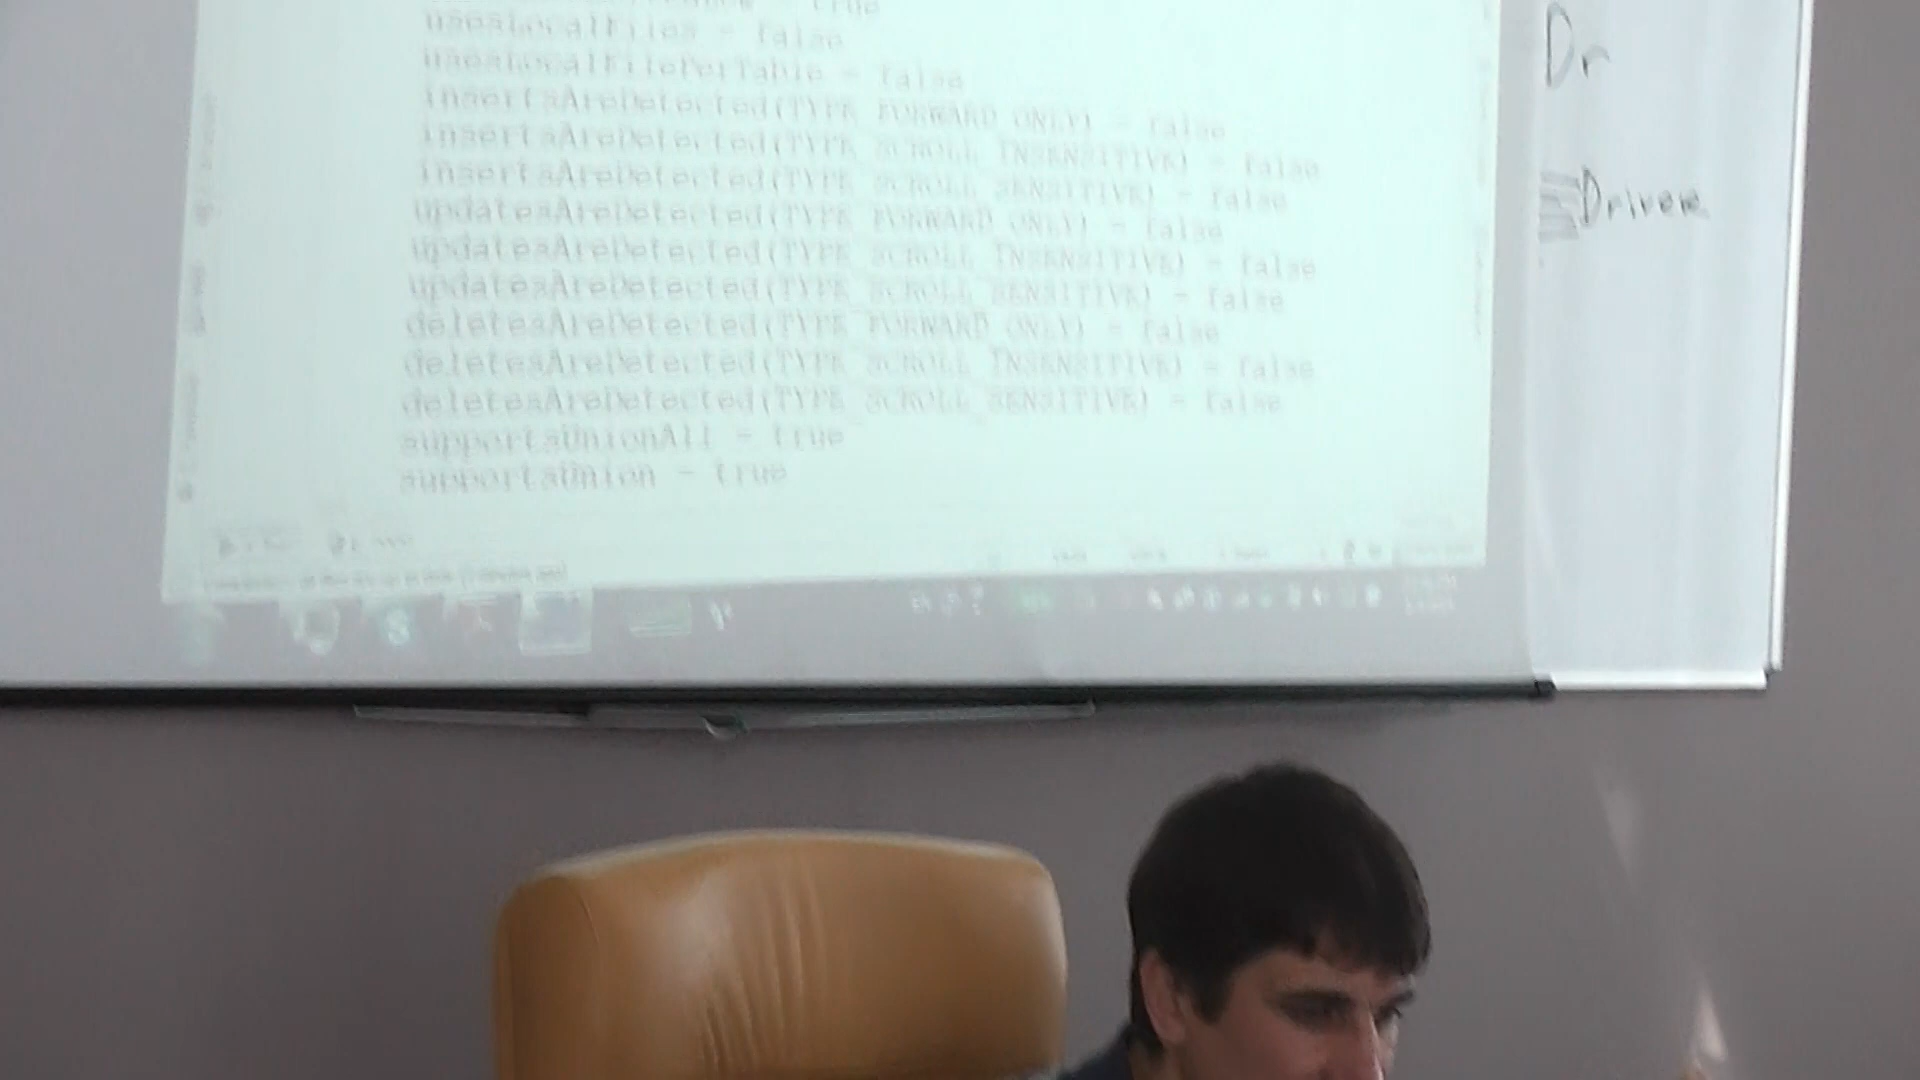 = true
usesLocalFiles = false
usesLocalFilePerTable = false
insertsAreDetected(TYPE_FORWARD_ONLY) = false
insertsAreDetected(TYPE_SCROLL_INSENSITIVE) = false
insertsAreDetected(TYPE_SCROLL_SENSITIVE) = false
updatesAreDetected(TYPE_FORWARD_ONLY) = false
updatesAreDetected(TYPE_SCROLL_INSENSITIVE) = false
updatesAreDetected(TYPE_SCROLL_SENSITIVE) = false
deletesAreDetected(TYPE_FORWARD_ONLY) = false
deletesAreDetected(TYPE_SCROLL_INSENSITIVE) = false
deletesAreDetected(TYPE_SCROLL_SENSITIVE) = false
supportsUnionAll = true
supportsUnion = true
Dr
Driver